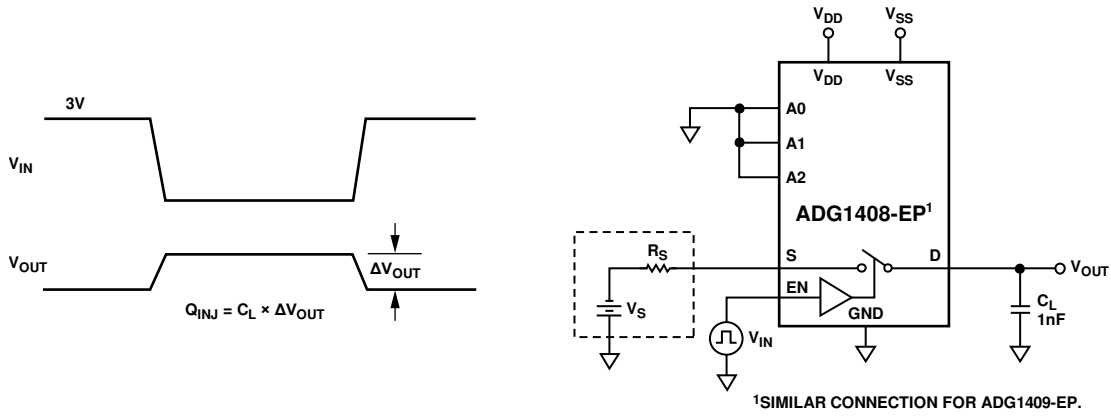 3V
V_IN
V_OUT
ΔV_OUT
Q_INJ = C_L × ΔV_OUT
V_DD
V_SS
V_DD
V_SS
A0
A1
A2
ADG1408-EP¹
R_S
S
D
V_OUT
EN
V_S
GND
C_L
1nF
V_IN
¹SIMILAR CONNECTION FOR ADG1409-EP.